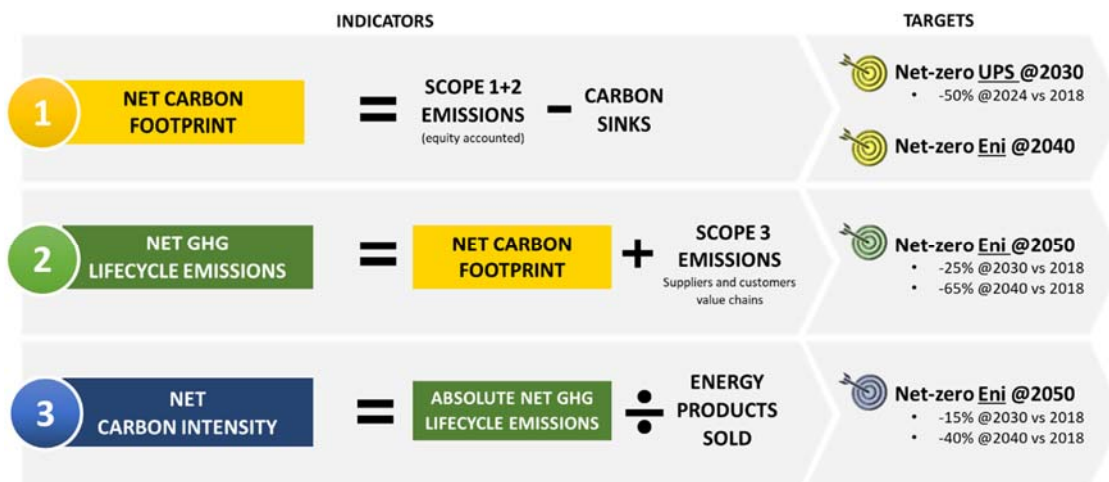 INDICATORS
TARGETS
1
NET CARBON
FOOTPRINT
=
SCOPE 1+2
EMISSIONS
(equity accounted)
–
CARBON
SINKS
Net-zero UPS @2030
• -50% @2024 vs 2018
Net-zero Eni @2040
2
NET GHG
LIFECYCLE EMISSIONS
=
NET CARBON
FOOTPRINT
+
SCOPE 3
EMISSIONS
Suppliers and customers
value chains
Net-zero Eni @2050
• -25% @2030 vs 2018
• -65% @2040 vs 2018
3
NET
CARBON INTENSITY
=
ABSOLUTE NET GHG
LIFECYCLE EMISSIONS
÷
ENERGY
PRODUCTS
SOLD
Net-zero Eni @2050
• -15% @2030 vs 2018
• -40% @2040 vs 2018